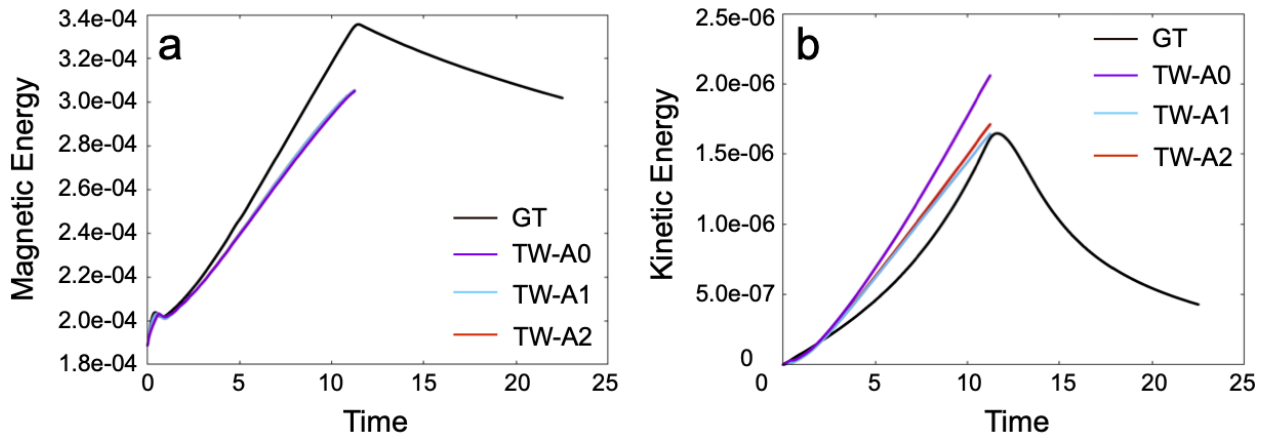 a
Magnetic Energy
3.4e-04
3.2e-04
3.0e-04
2.8e-04
2.6e-04
2.4e-04
2.2e-04
2.0e-04
1.8e-04
GT
TW-A0
TW-A1
TW-A2
0 5 10 15 20 25
Time
b
Kinetic Energy
2.5e-06
2.0e-06
1.5e-06
1.0e-06
5.0e-07
0
GT
TW-A0
TW-A1
TW-A2
0 5 10 15 20 25
Time